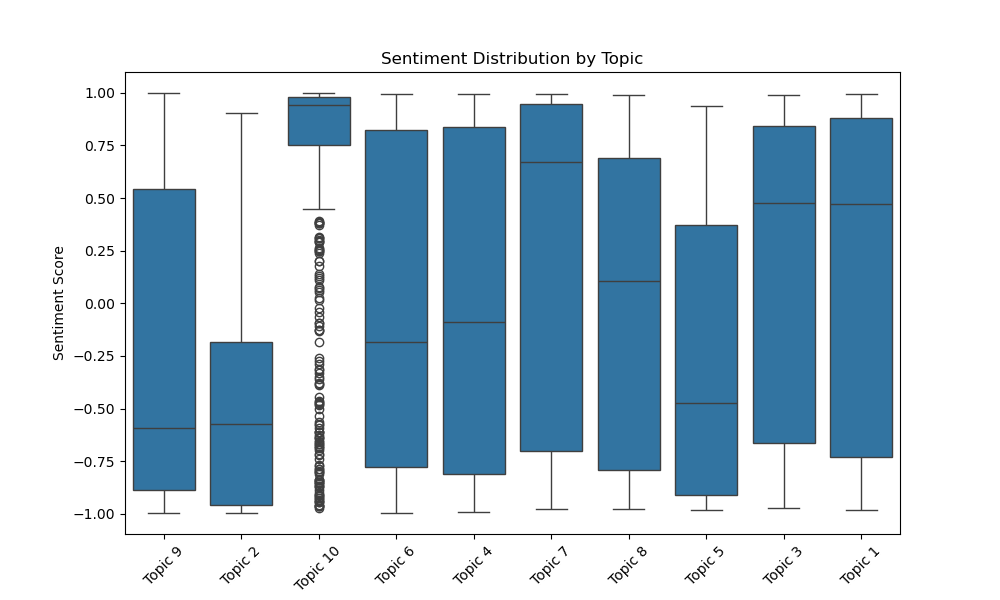 Sentiment Distribution by Topic
Sentiment Score
1.00
0.75
0.50
0.25
0.00
−0.25
−0.50
−0.75
−1.00
Topic 9
Topic 2
Topic 10
Topic 6
Topic 4
Topic 7
Topic 8
Topic 5
Topic 3
Topic 1